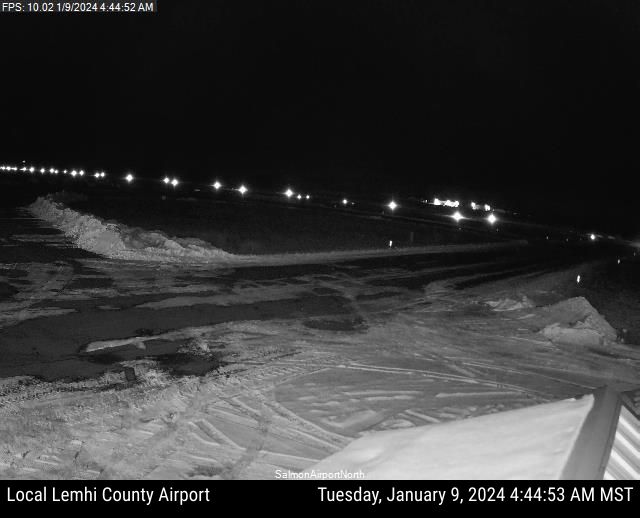 FPS: 10.02 1/9/2024 4:44:52 AM
SalmonAirportNorth
Local Lemhi County Airport Tuesday, January 9, 2024 4:44:53 AM MST